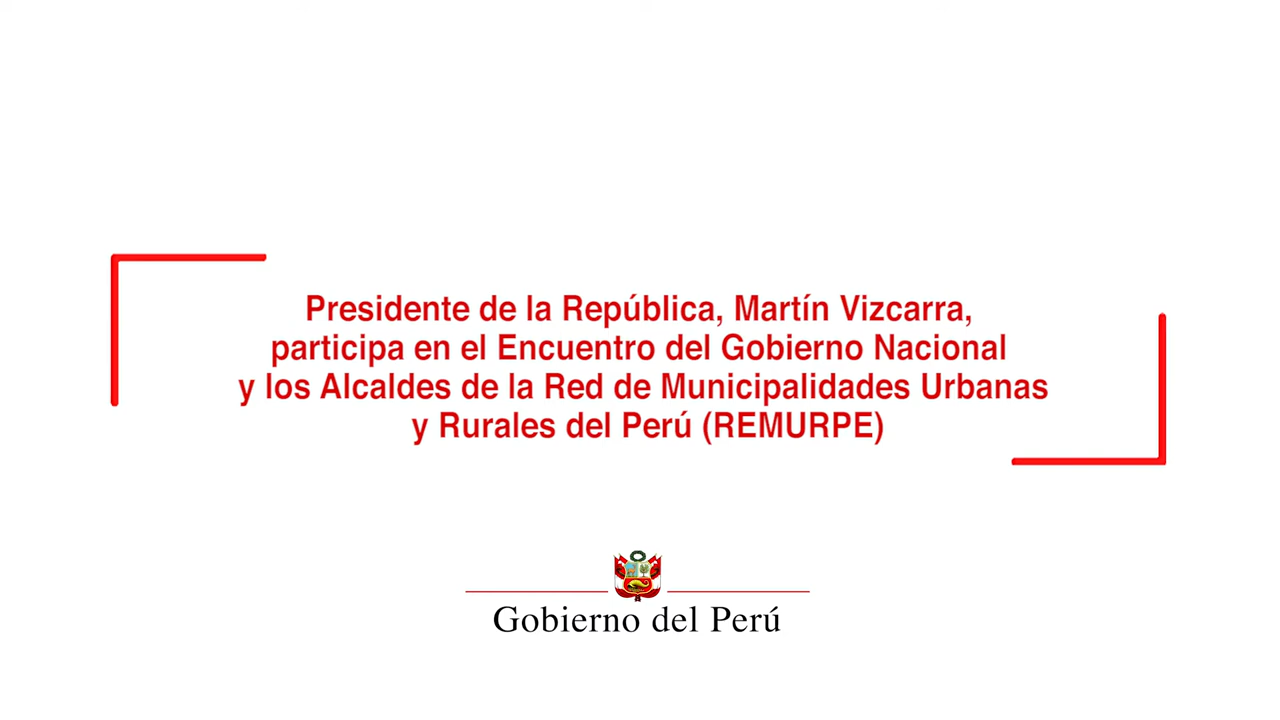 Presidente de la República, Martín Vizcarra,
participa en el Encuentro del Gobierno Nacional
y los Alcaldes de la Red de Municipalidades Urbanas
y Rurales del Perú (REMURPE)
Gobierno del Perú